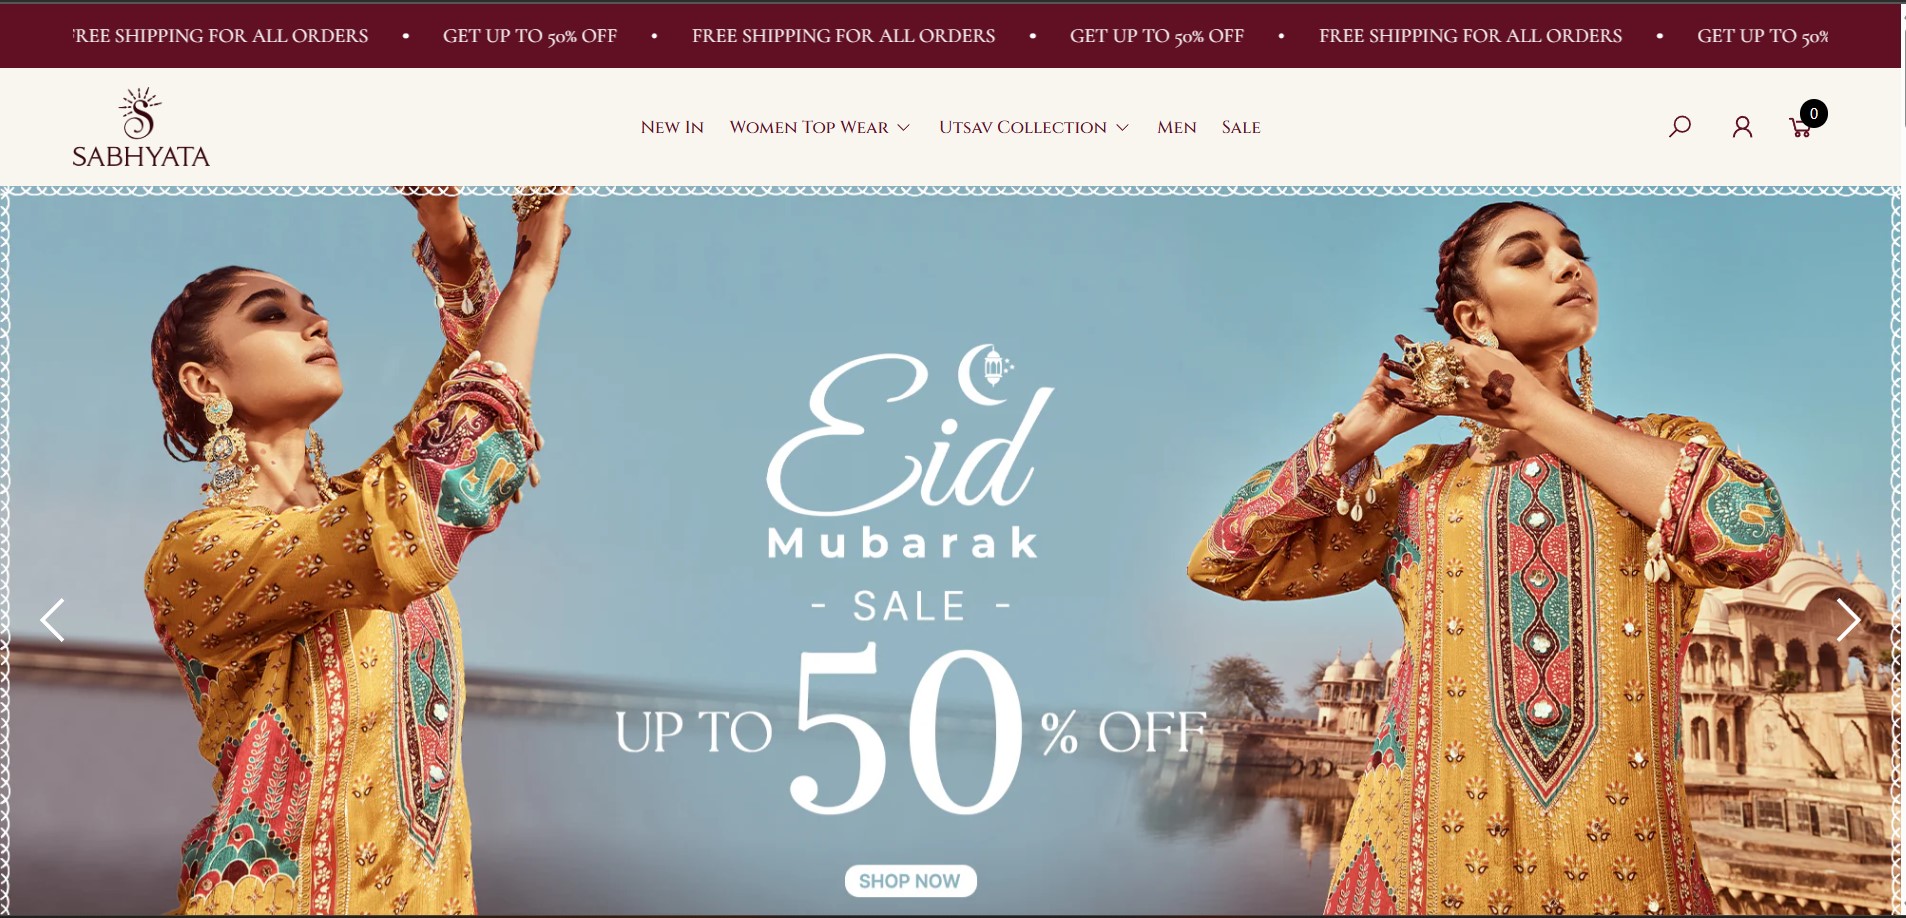 FREE SHIPPING FOR ALL ORDERS • GET UP TO 50% OFF • FREE SHIPPING FOR ALL ORDERS • GET UP TO 50% OFF • FREE SHIPPING FOR ALL ORDERS • GET UP TO 50%
S
SABHYATA
New In Women Top Wear Utsav Collection Men Sale
0
Eid
Mubarak
- SALE -
UP TO 50% OFF
SHOP NOW